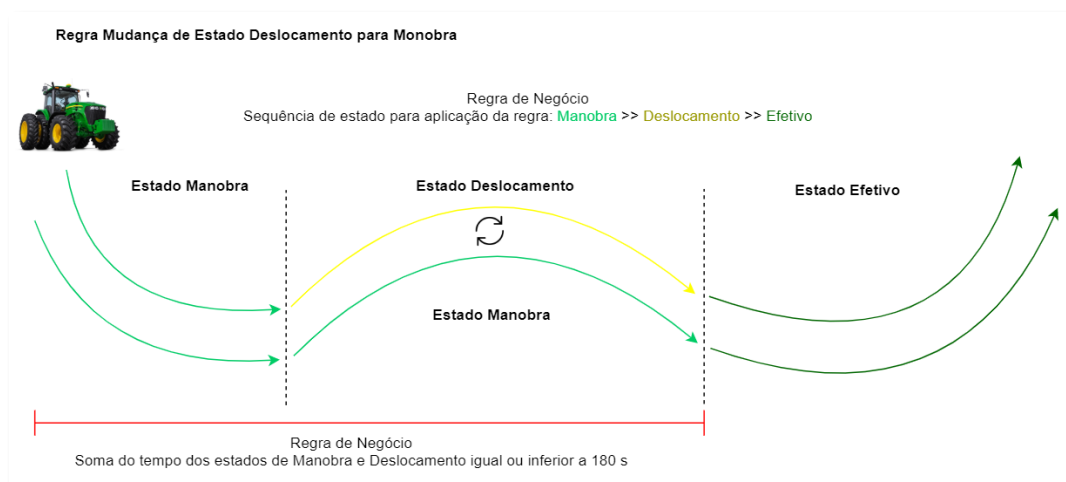 Regra Mudança de Estado Deslocamento para Monobra
Regra de Negócio
Sequência de estado para aplicação da regra: Manobra >> Deslocamento >> Efetivo
Estado Manobra
Estado Deslocamento
Estado Efetivo
Estado Manobra
Regra de Negócio
Soma do tempo dos estados de Manobra e Deslocamento igual ou inferior a 180 s